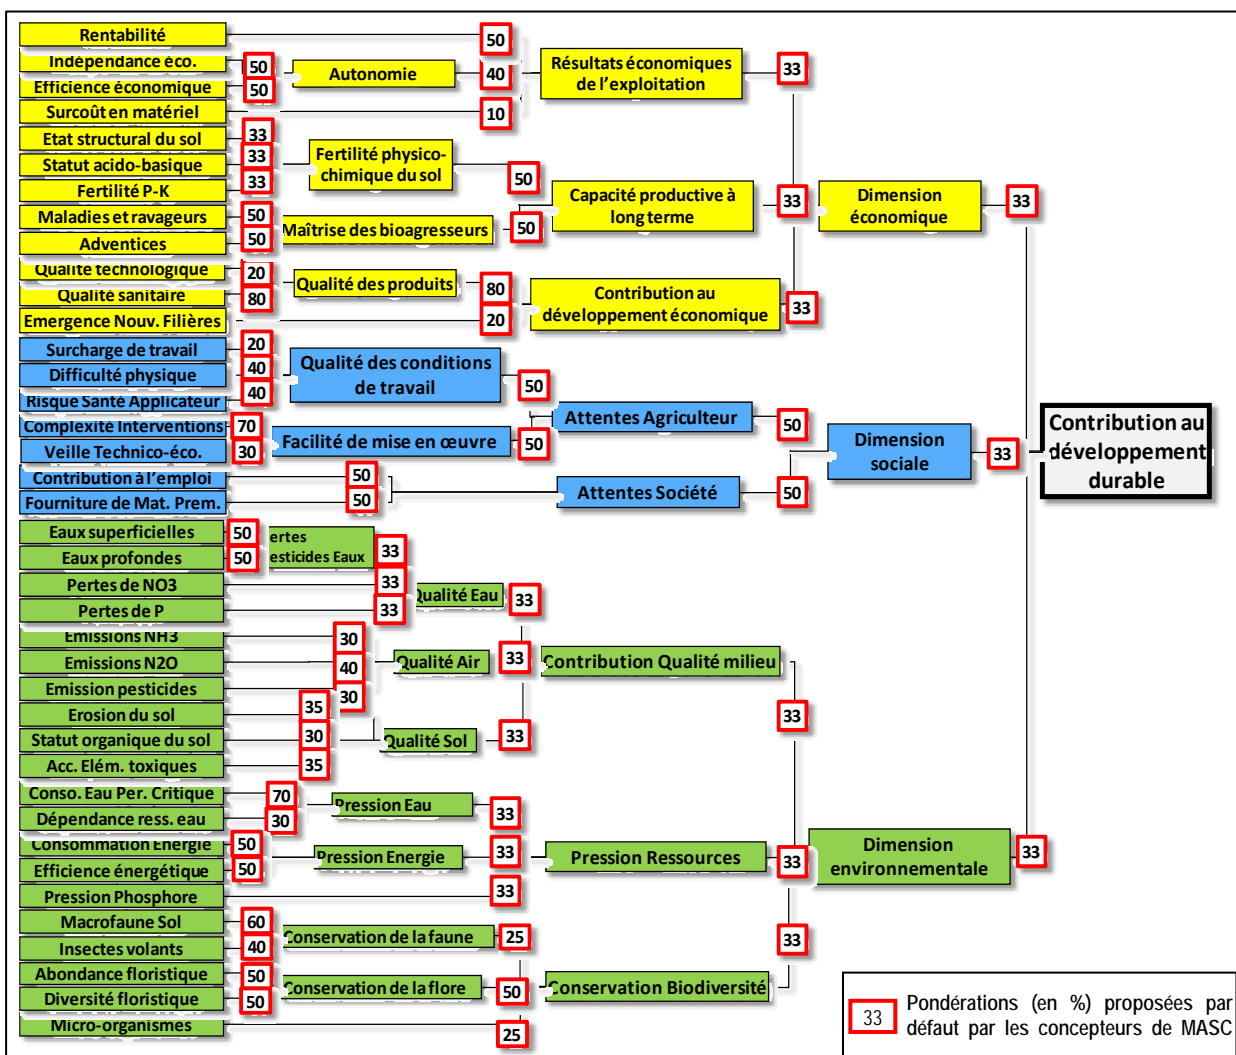 Rentabilité
50
Indépendance éco.
50
Efficience économique
50
Autonomie
40
Surcoût en matériel
10
Résultats économiques
de l'exploitation
33
Etat structural du sol
33
Statut acido-basique
33
Fertilité P-K
33
Fertilité physico-
chimique du sol
50
Maladies et ravageurs
50
Adventices
50
Maîtrise des bioagresseurs
50
Capacité productive à
long terme
33
Qualité technologique
20
Qualité sanitaire
80
Qualité des produits
80
Emergence Nouv. Filières
20
Contribution au
développement économique
33
Dimension
économique
33
Surcharge de travail
20
Difficulté physique
40
Risque Santé Applicateur
40
Qualité des conditions
de travail
50
Complexité Interventions
70
Veille Technico-éco.
30
Facilité de mise en œuvre
50
Attentes Agriculteur
50
Contribution à l'emploi
50
Fourniture de Mat. Prem.
50
Attentes Société
50
Dimension
sociale
33
Contribution au
développement
durable
Eaux superficielles
50
Eaux profondes
50
ertes
esticides Eaux
33
Pertes de NO3
33
Pertes de P
33
Qualité Eau
33
Emissions NH3
30
Emissions N2O
40
Emission pesticides
30
Qualité Air
33
Erosion du sol
35
Statut organique du sol
30
Acc. Elém. toxiques
35
Qualité Sol
33
Contribution Qualité milieu
33
Conso. Eau Per. Critique
70
Dépendance ress. eau
30
Pression Eau
33
Consommation Energie
50
Efficience énergétique
50
Pression Energie
33
Pression Phosphore
33
Pression Ressources
33
Dimension
environnementale
33
Macrofaune Sol
60
Insectes volants
40
Conservation de la faune
25
Abondance floristique
50
Diversité floristique
50
Conservation de la flore
50
Micro-organismes
25
Conservation Biodiversité
33
33
Pondérations (en %) proposées par
défaut par les concepteurs de MASC